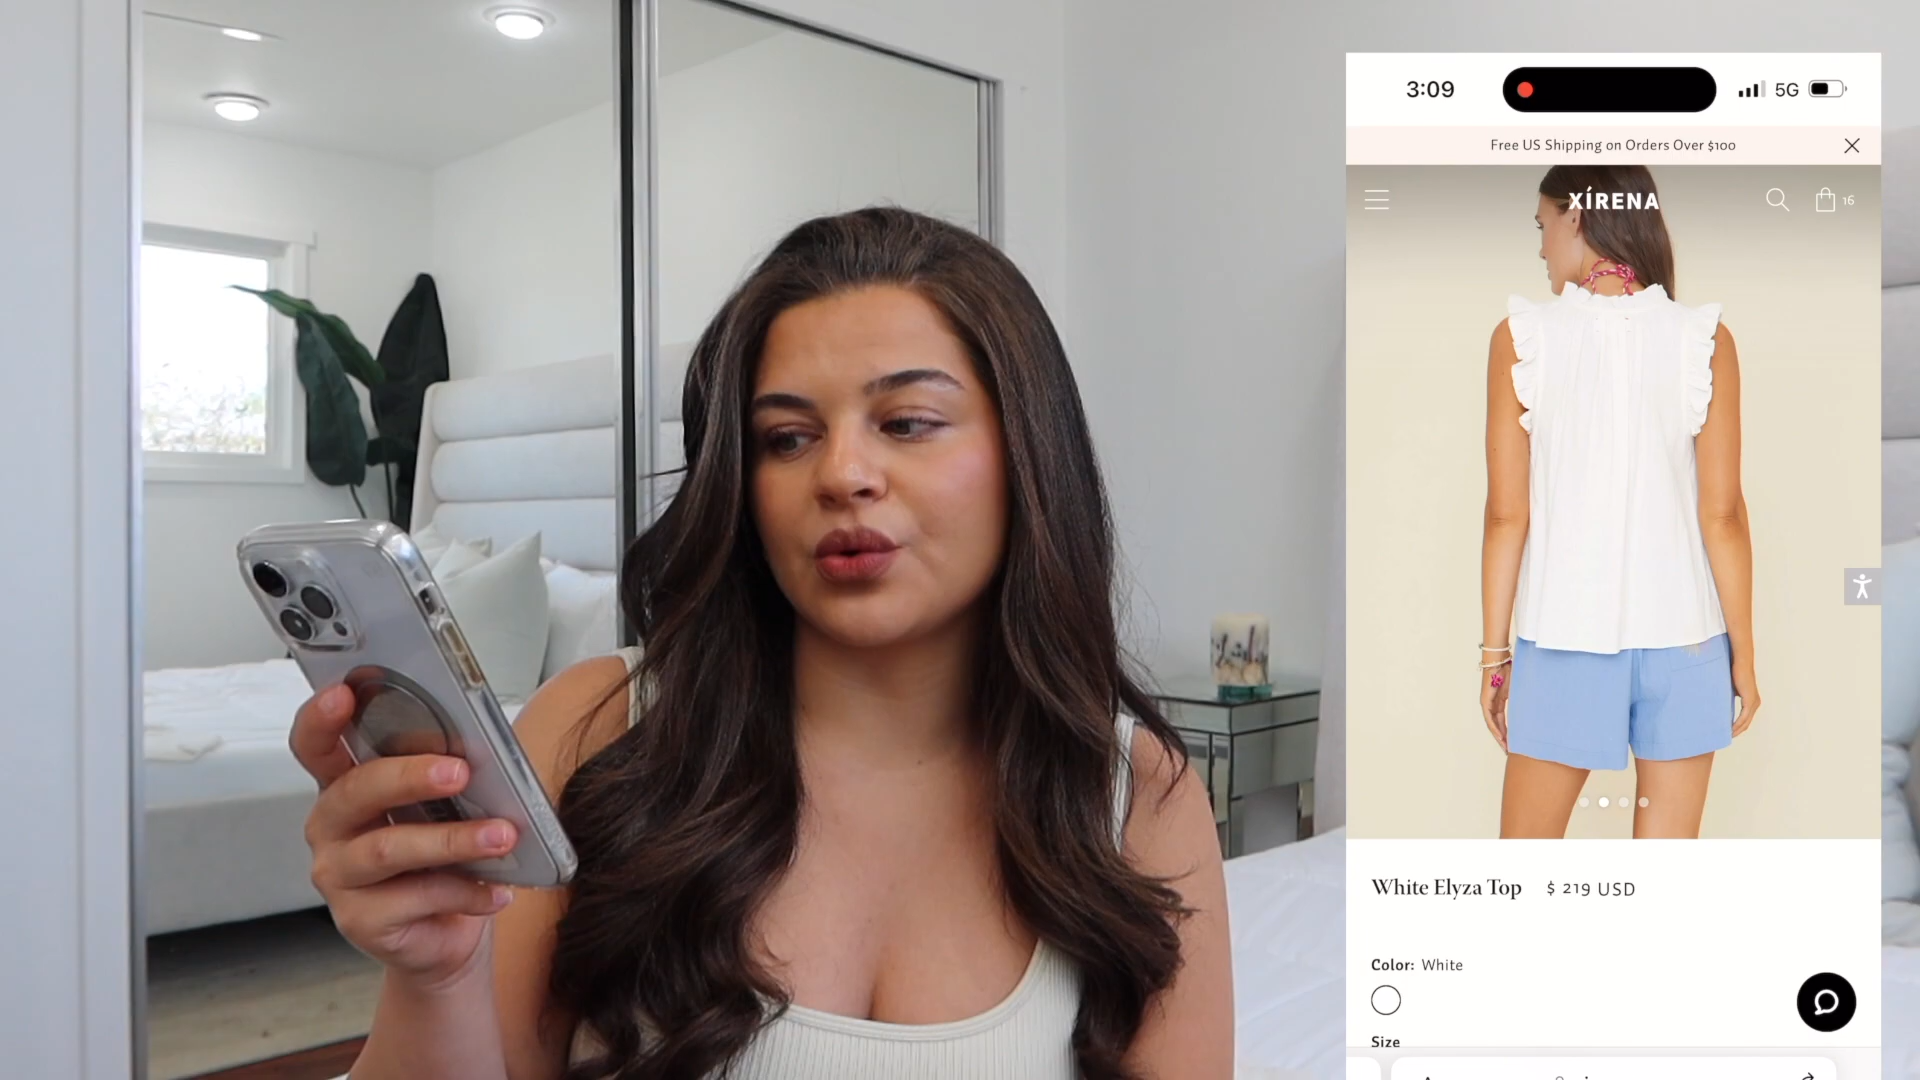 3:09
5G
Free US Shipping on Orders Over $100
XÍRENA
16
White Elyza Top $ 219 USD
Color: White
Size